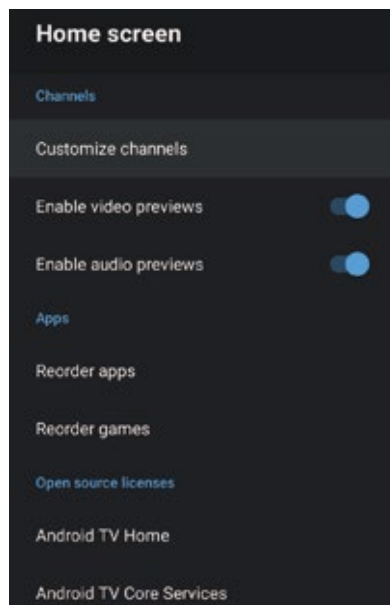 Home screen
Channels
Customize channels
Enable video previews
Enable audio previews
Apps
Reorder apps
Reorder games
Open source licenses
Android TV Home
Android TV Core Services